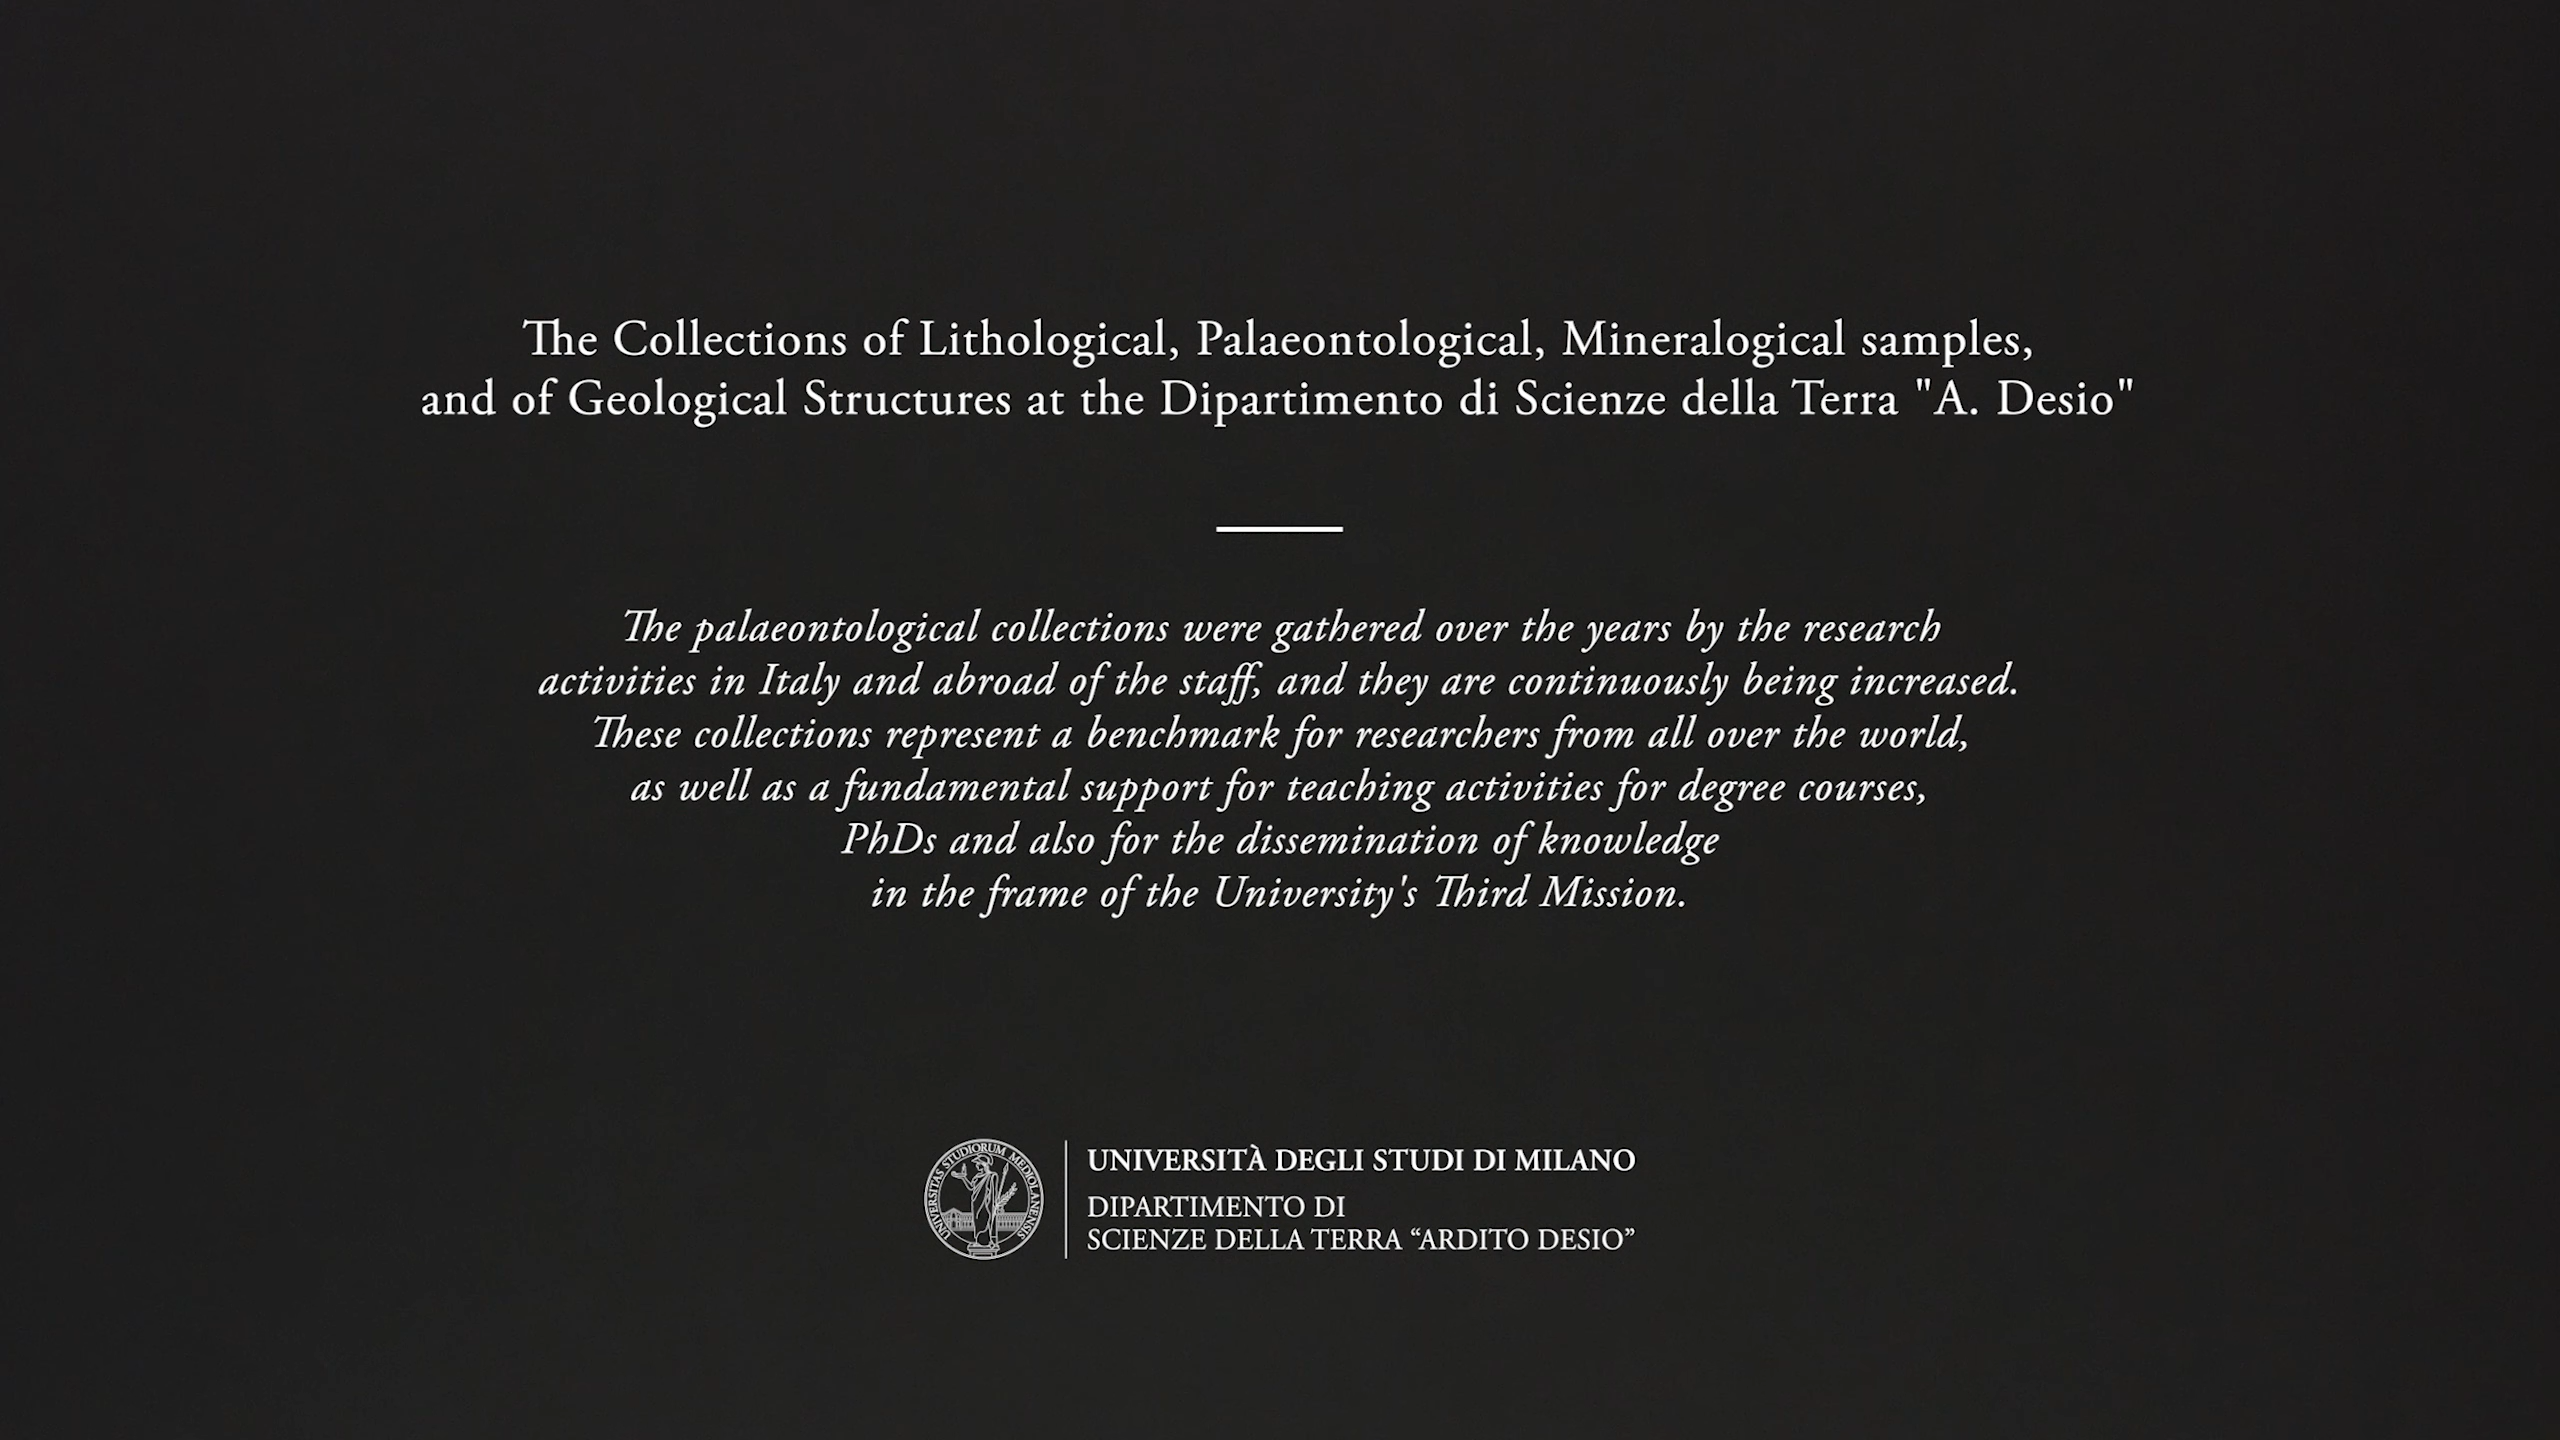 The Collections of Lithological, Palaeontological, Mineralogical samples,
and of Geological Structures at the Dipartimento di Scienze della Terra "A. Desio"
The palaeontological collections were gathered over the years by the research
activities in Italy and abroad of the staff, and they are continuously being increased.
These collections represent a benchmark for researchers from all over the world,
as well as a fundamental support for teaching activities for degree courses,
PhDs and also for the dissemination of knowledge
in the frame of the University's Third Mission.
UNIVERSITAS STUDIORUM MEDIOLANENSIS
UNIVERSITÀ DEGLI STUDI DI MILANO
DIPARTIMENTO DI
SCIENZE DELLA TERRA “ARDITO DESIO”